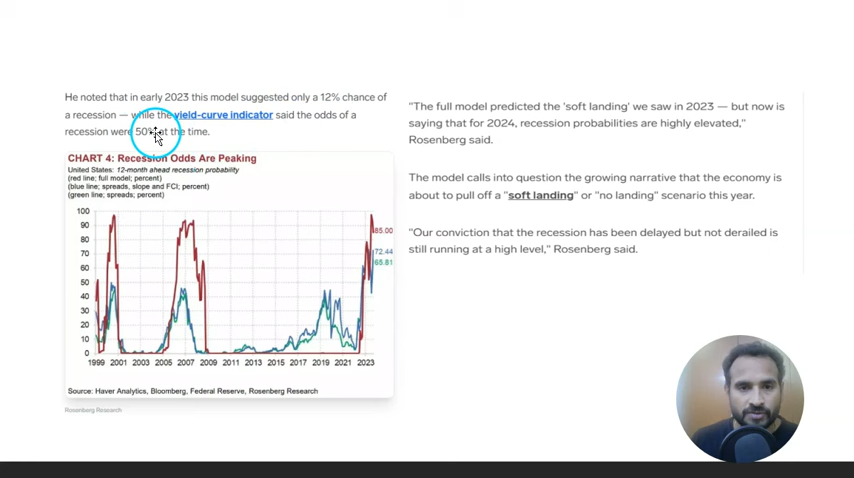 He noted that in early 2023 this model suggested only a 12% chance of
a recession — while the yield-curve indicator said the odds of a
recession were 50% at the time.
CHART 4: Recession Odds Are Peaking
United States: 12-month ahead recession probability
(red line; full model; percent)
(blue line; spreads, slope and FCI; percent)
(green line; spreads; percent)
100
90
80
70
60
50
40
30
20
10
0
85.00
72.44
65.81
1999 2001 2003 2005 2007 2009 2011 2013 2015 2017 2019 2021 2023
Source: Haver Analytics, Bloomberg, Federal Reserve, Rosenberg Research
Rosenberg Research
"The full model predicted the 'soft landing' we saw in 2023 — but now is
saying that for 2024, recession probabilities are highly elevated,"
Rosenberg said.
The model calls into question the growing narrative that the economy is
about to pull off a "soft landing" or "no landing" scenario this year.
"Our conviction that the recession has been delayed but not derailed is
still running at a high level," Rosenberg said.